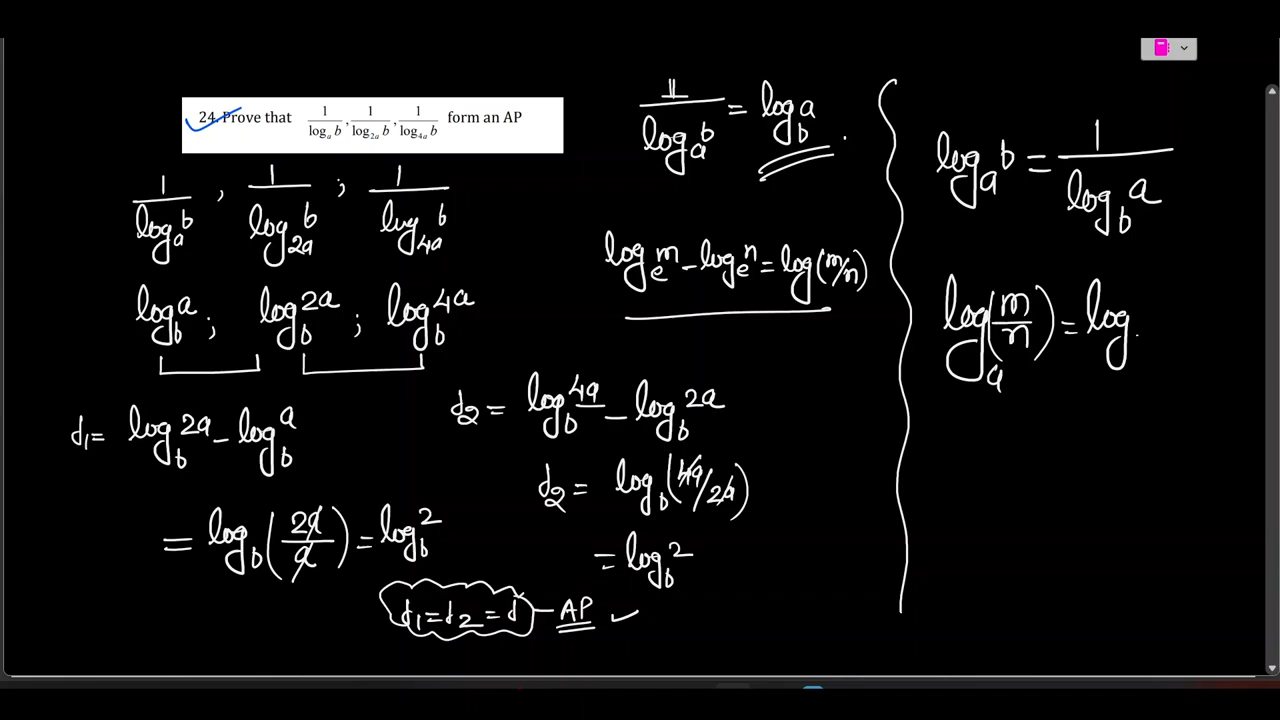 24. Prove that 1/log_a b, 1/log_2a b, 1/log_4a b form an AP
1/log_a b , 1/log_2a b ; 1/log_4a b
log_b a ; log_b 2a ; log_b 4a
d1 = log_b 2a - log_b a
= log_b (2a/a) = log_b 2
d2 = log_b 4a - log_b 2a
d2 = log_b (4a/2a)
= log_b 2
d1 = d2 = d - AP ✓
1/log_a b = log_b a .
log_e m - log_e n = log(m/n)
log_a b = 1/log_b a
log_a (m/n) = log